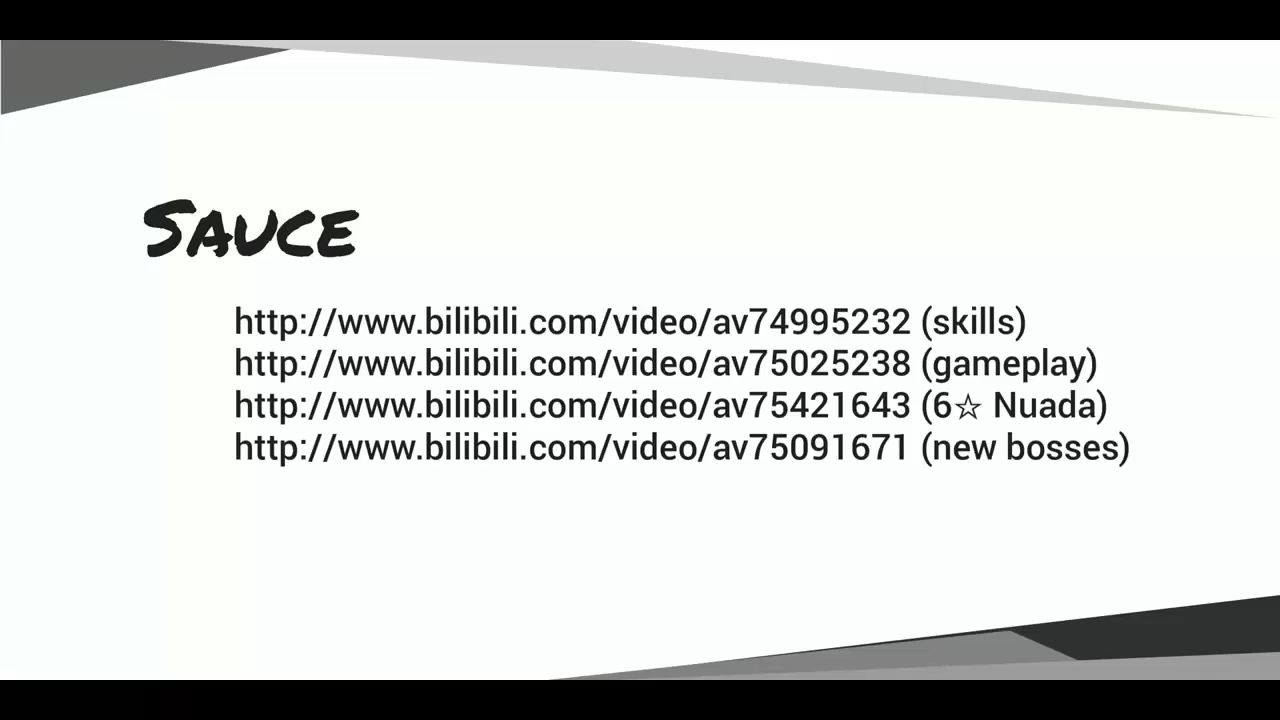 Sauce
http://www.bilibili.com/video/av74995232 (skills)
http://www.bilibili.com/video/av75025238 (gameplay)
http://www.bilibili.com/video/av75421643 (6☆ Nuada)
http://www.bilibili.com/video/av75091671 (new bosses)